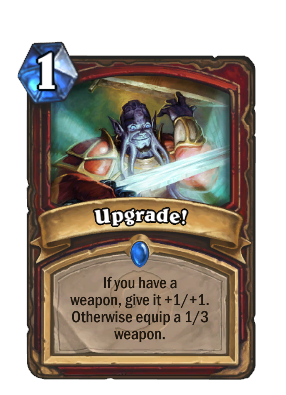 1
Upgrade!
If you have a
weapon, give it +1/+1.
Otherwise equip a 1/3
weapon.